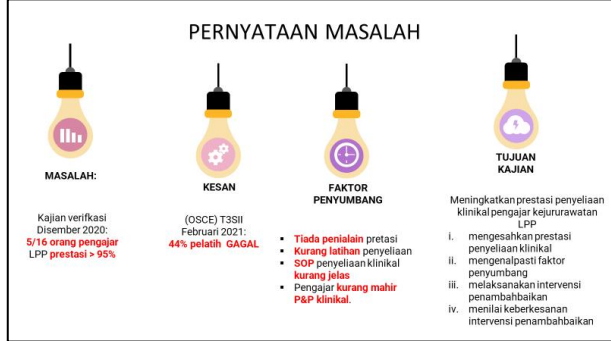 PERNYATAAN MASALAH
MASALAH:
Kajian verifkasi
Disember 2020:
5/16 orang pengajar
LPP prestasi > 95%
KESAN
(OSCE) T3SII
Februari 2021:
44% pelatih GAGAL
FAKTOR
PENYUMBANG
▪ Tiada penialain pretasi
▪ Kurang latihan penyeliaan
▪ SOP penyeliaan klinikal
kurang jelas
▪ Pengajar kurang mahir
P&P klinikal.
TUJUAN
KAJIAN
Meningkatkan prestasi penyeliaan
klinikal pengajar kejururawatan
LPP
i. mengesahkan prestasi
penyeliaan klinikal
ii. mengenalpasti faktor
penyumbang
iii. melaksanakan intervensi
penambahbaikan
iv. menilai keberkesanan
intervensi penambahbaikan